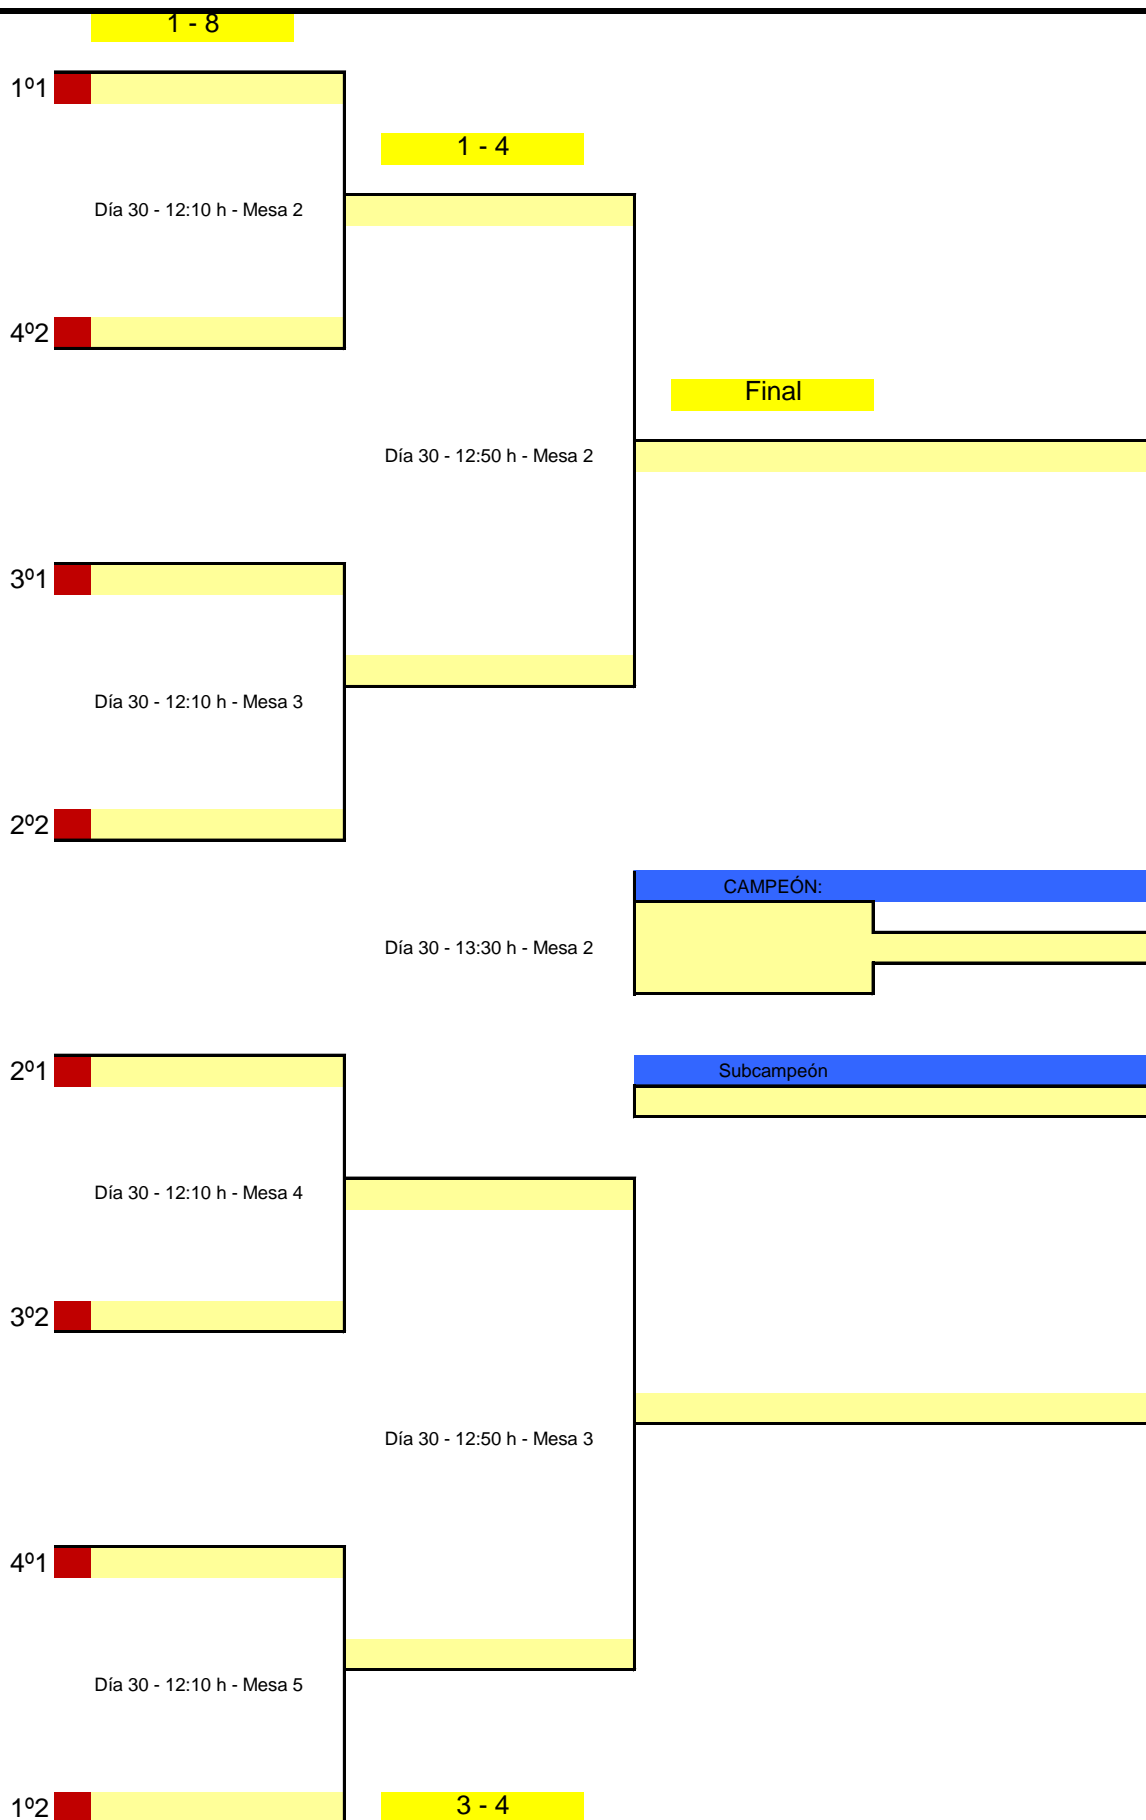 1 - 8
1º1
1 - 4
Día 30 - 12:10 h - Mesa 2
4º2
Final
Día 30 - 12:50 h - Mesa 2
3º1
Día 30 - 12:10 h - Mesa 3
2º2
CAMPEÓN:
Día 30 - 13:30 h - Mesa 2
2º1
Subcampeón
Día 30 - 12:10 h - Mesa 4
3º2
Día 30 - 12:50 h - Mesa 3
4º1
Día 30 - 12:10 h - Mesa 5
1º2
3 - 4